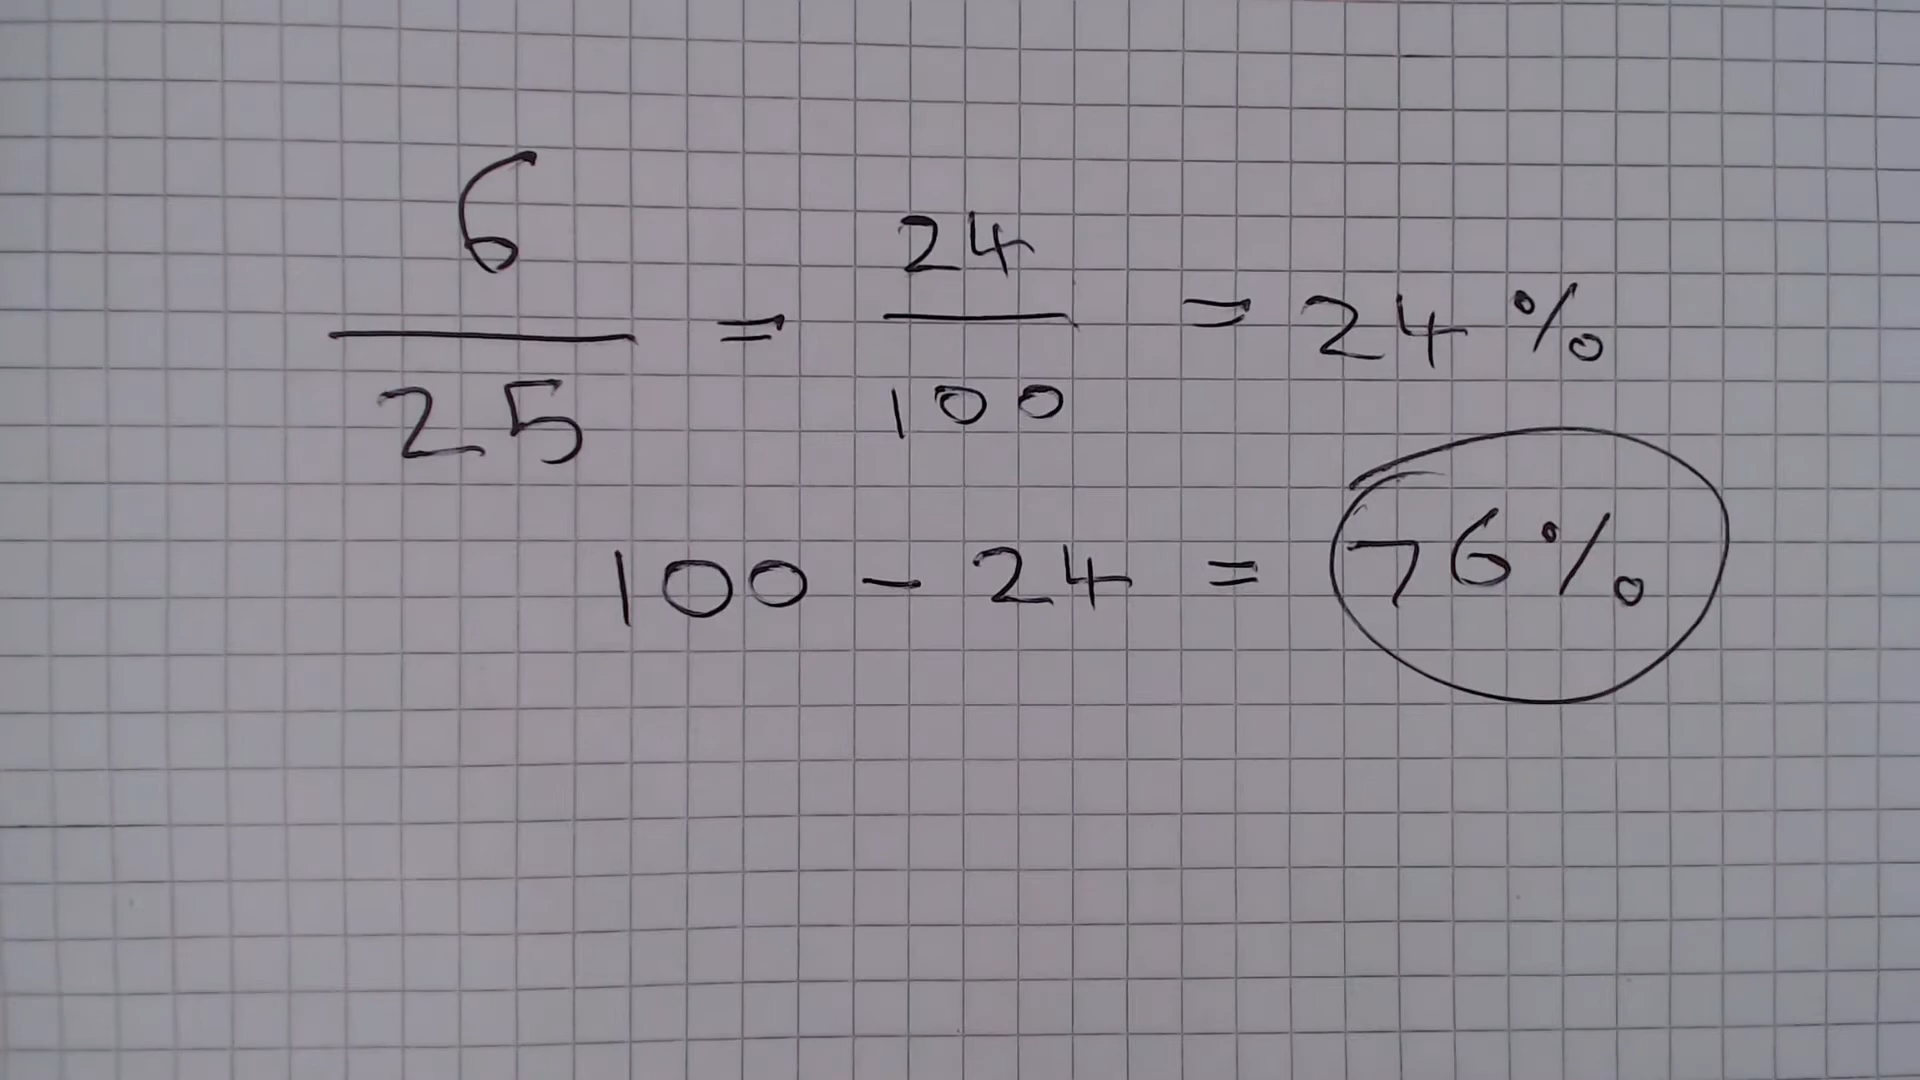 6/25 = 24/100 = 24%
100 - 24 = 76%